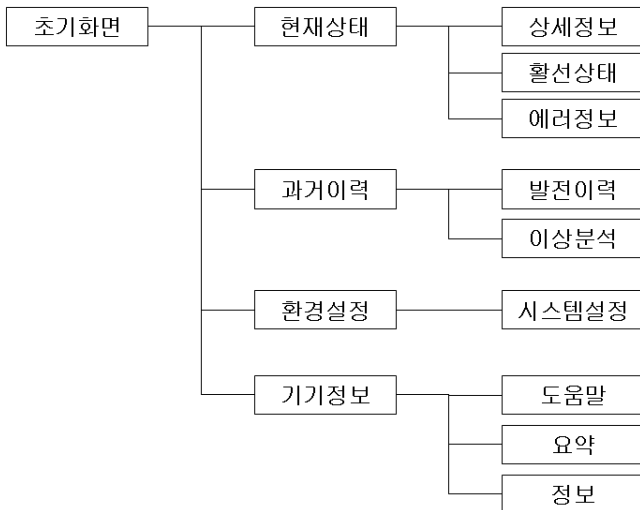 초기화면
현재상태
상세정보
활선상태
에러정보
과거이력
발전이력
이상분석
환경설정
시스템설정
기기정보
도움말
요약
정보